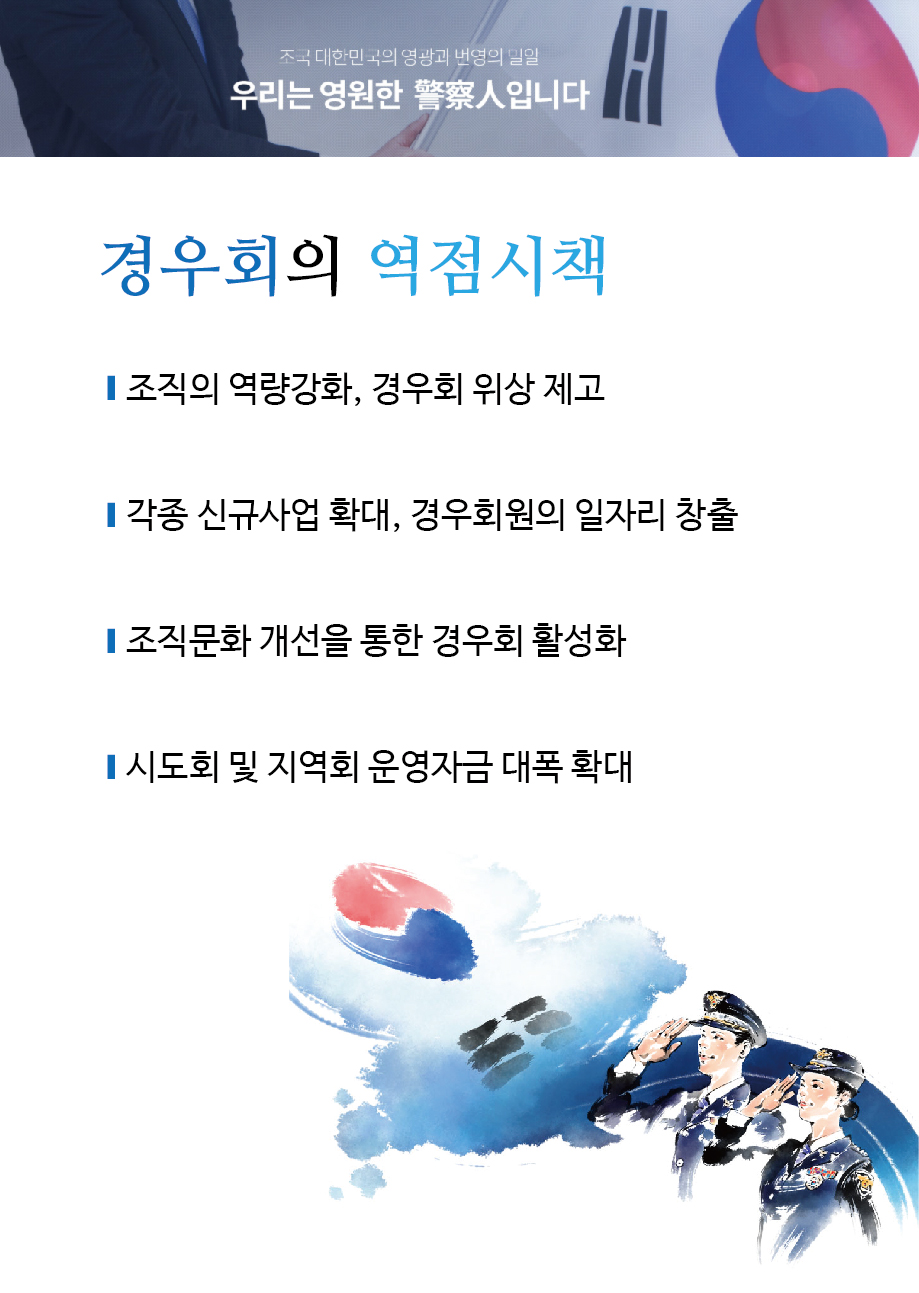 조국 대한민국의 영광과 번영의 밀일
우리는 영원한 警察人입니다
경우회의 역점시책
조직의 역량강화, 경우회 위상 제고
각종 신규사업 확대, 경우회원의 일자리 창출
조직문화 개선을 통한 경우회 활성화
시도회 및 지역회 운영자금 대폭 확대